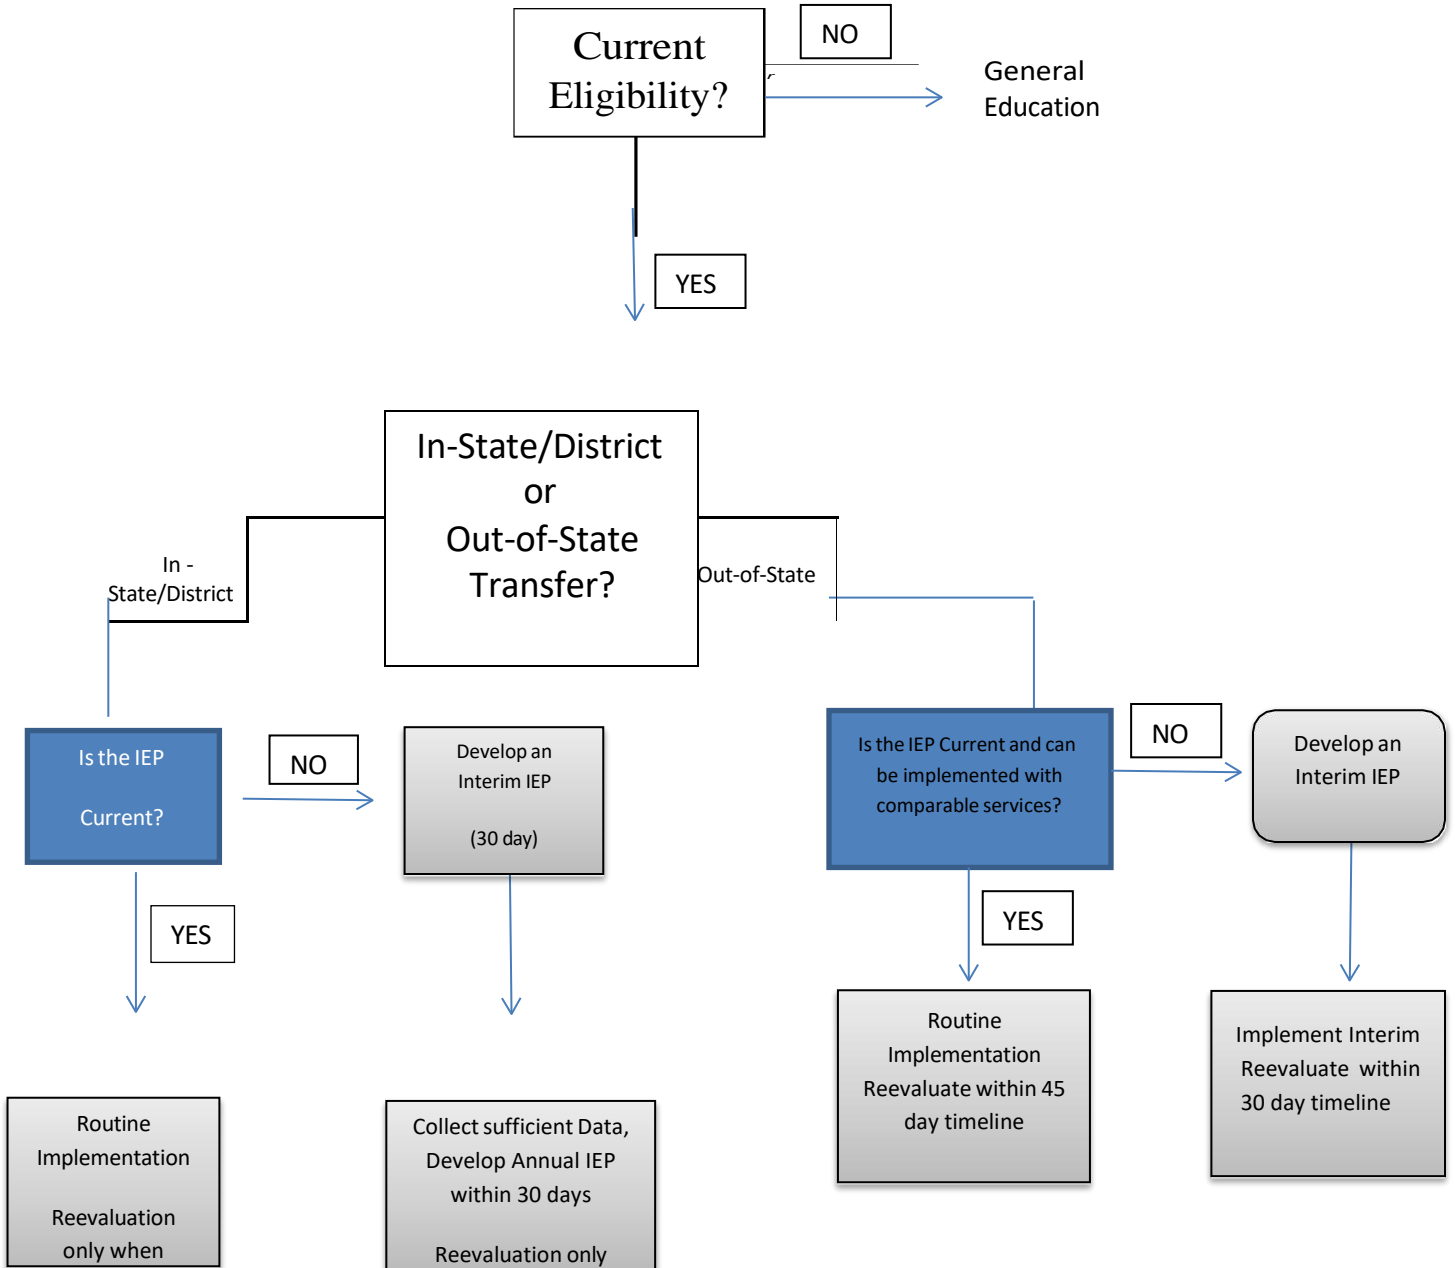 Current
Eligibility?
NO
General
Education
YES
In-State/District
or
Out-of-State
Transfer?
In -
State/District
Out-of-State
Is the IEP
Current?
NO
Develop an
Interim IEP
(30 day)
Is the IEP Current and can
be implemented with
comparable services?
NO
Develop an
Interim IEP
YES
YES
Routine
Implementation
Reevaluate within 45
day timeline
Implement Interim
Reevaluate within
30 day timeline
Routine
Implementation
Reevaluation
only when
Collect sufficient Data,
Develop Annual IEP
within 30 days
Reevaluation only